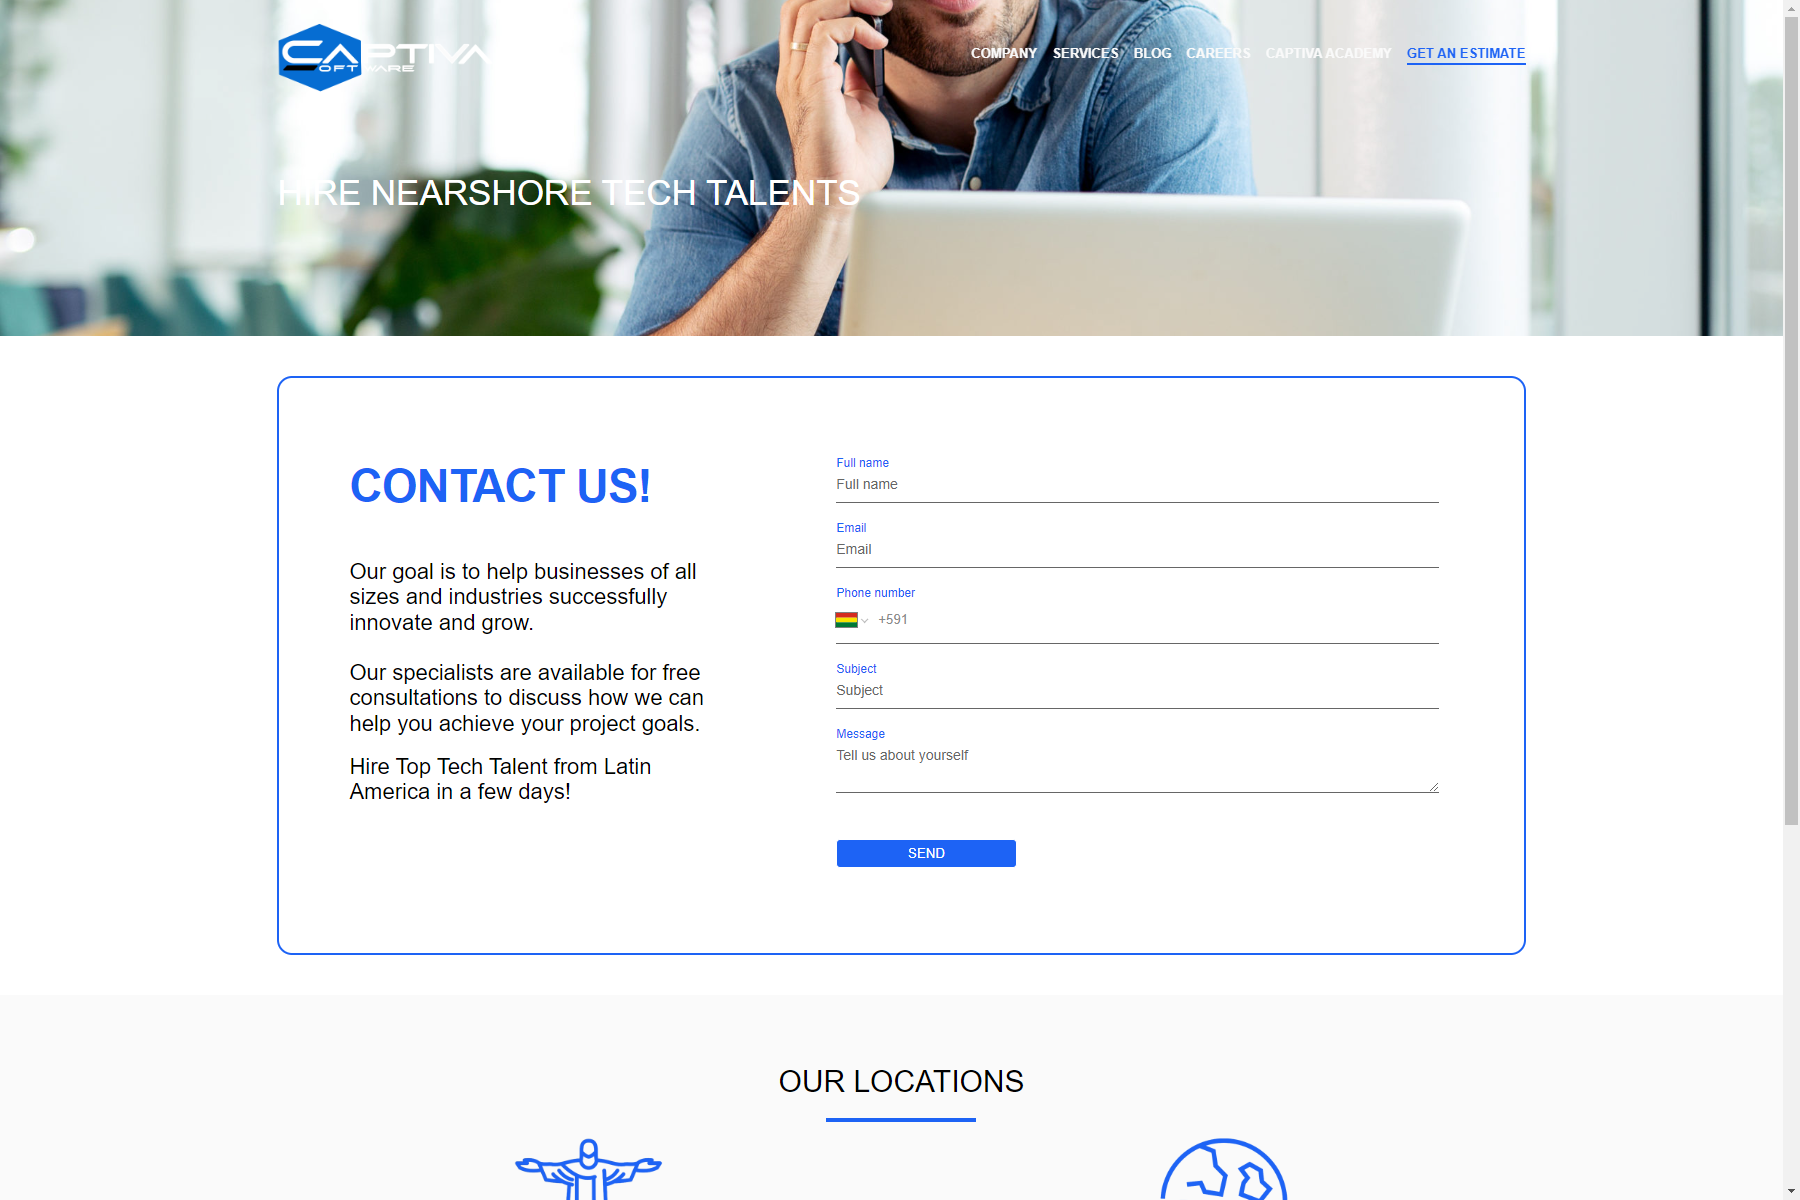 CAPTIVA
SOFTWARE
COMPANY SERVICES BLOG CAREERS CAPTIVA ACADEMY GET AN ESTIMATE
HIRE NEARSHORE TECH TALENTS
CONTACT US!
Our goal is to help businesses of all
sizes and industries successfully
innovate and grow.
Our specialists are available for free
consultations to discuss how we can
help you achieve your project goals.
Hire Top Tech Talent from Latin
America in a few days!
Full name
Full name
Email
Email
Phone number
+591
Subject
Subject
Message
Tell us about yourself
SEND
OUR LOCATIONS